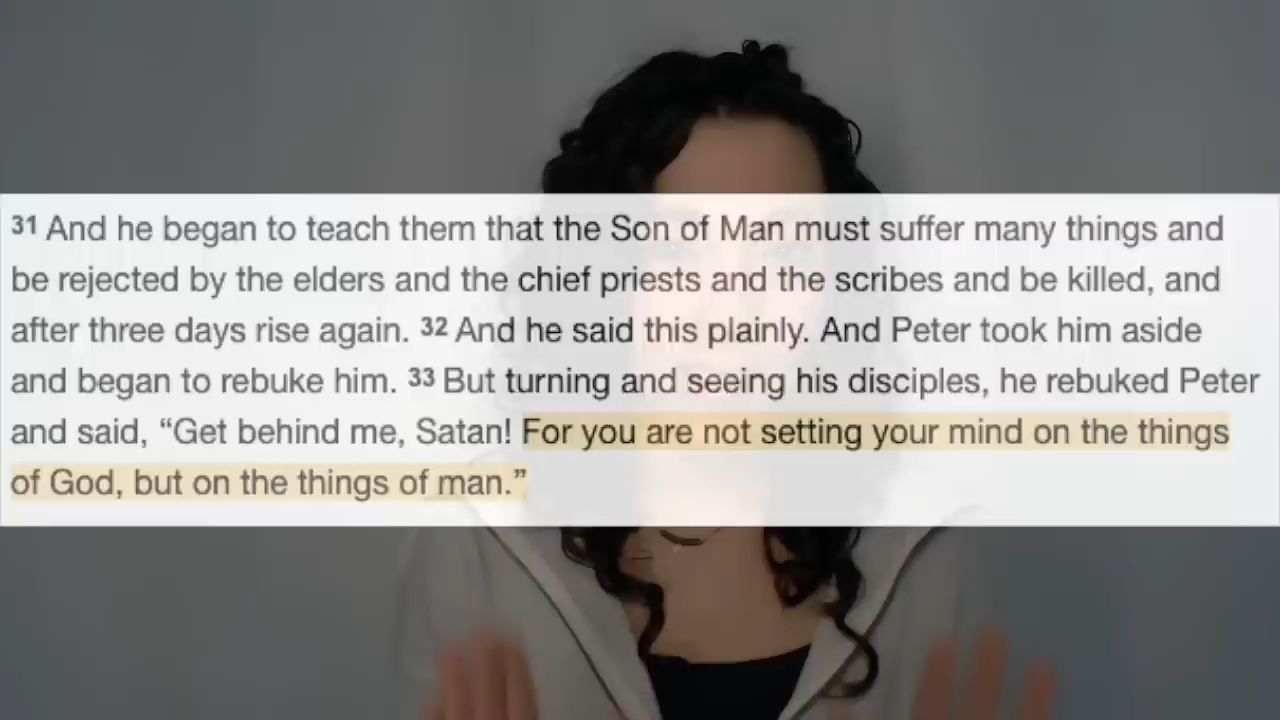 31 And he began to teach them that the Son of Man must suffer many things and
be rejected by the elders and the chief priests and the scribes and be killed, and
after three days rise again. 32 And he said this plainly. And Peter took him aside
and began to rebuke him. 33 But turning and seeing his disciples, he rebuked Peter
and said, “Get behind me, Satan! For you are not setting your mind on the things
of God, but on the things of man.”